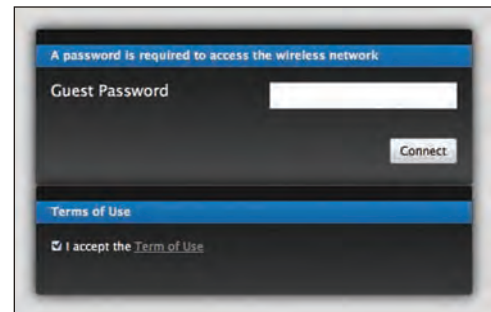 A password is required to access the wireless network
Guest Password
Connect
Terms of Use
I accept the Term of Use